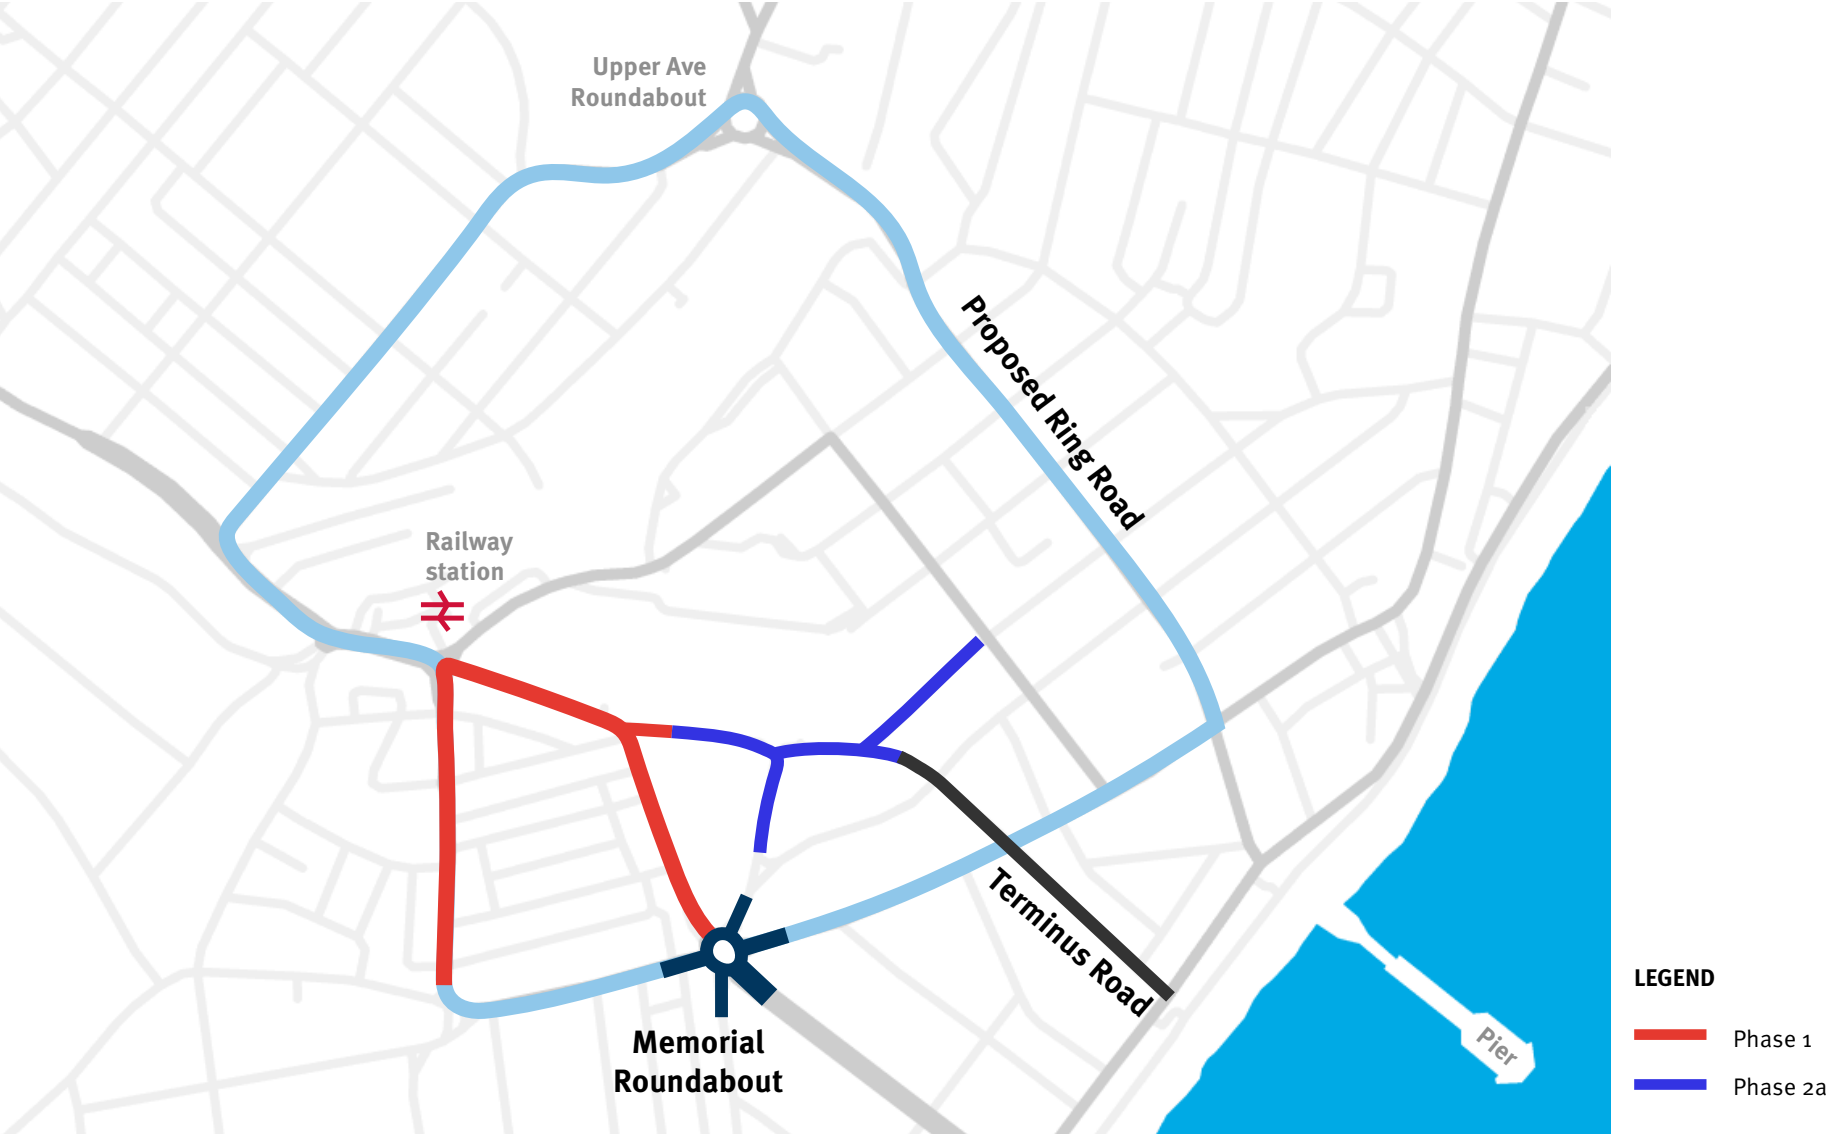 Upper Ave
Roundabout
Proposed Ring Road
Railway
station
Terminus Road
Memorial
Roundabout
Pier
LEGEND
Phase 1
Phase 2a